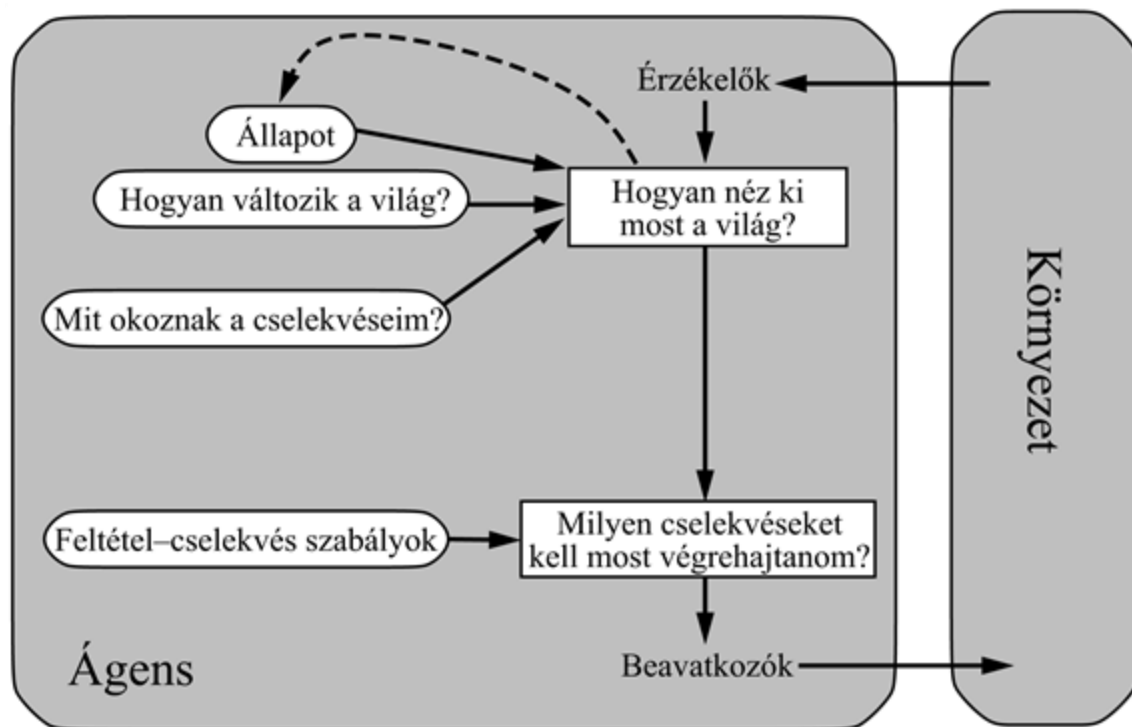 Érzékelők
Állapot
Hogyan változik a világ?
Hogyan néz ki
most a világ?
Mit okoznak a cselekvéseim?
Környezet
Feltétel–cselekvés szabályok
Milyen cselekvéseket
kell most végrehajtanom?
Ágens
Beavatkozók